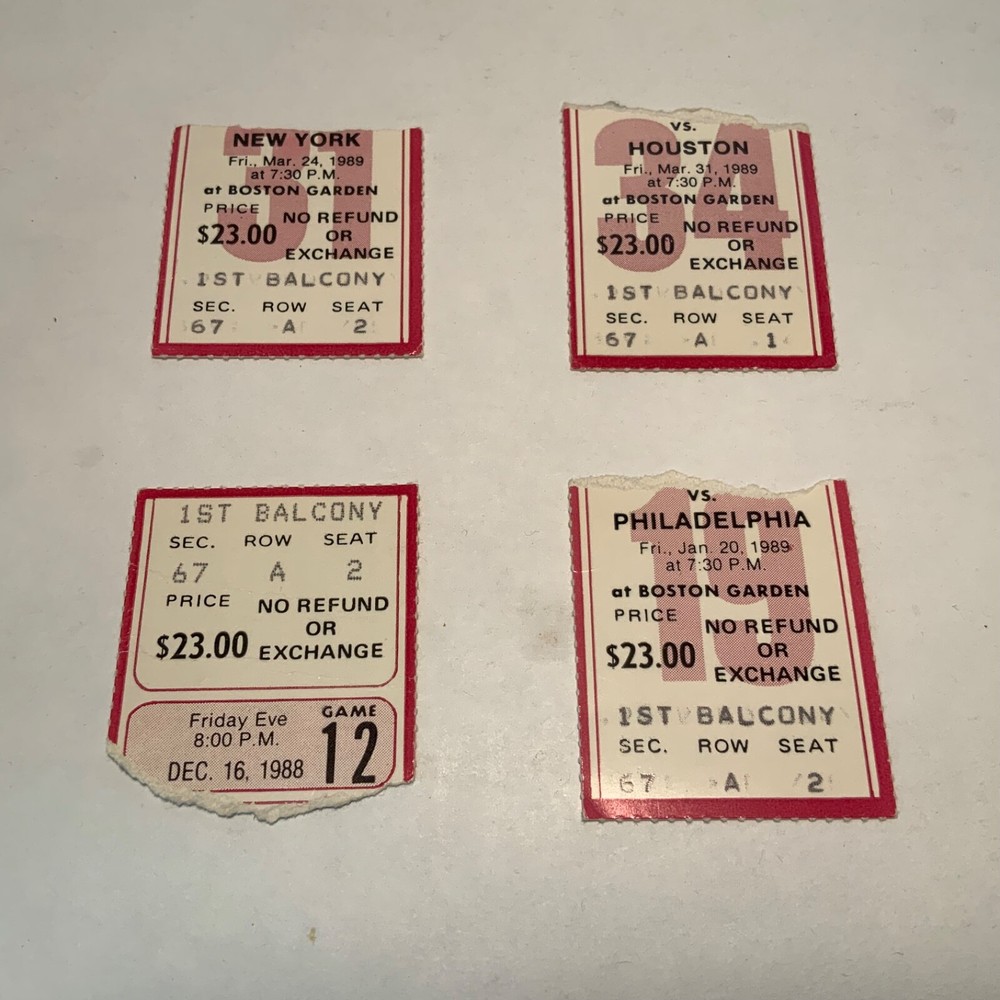 31
NEW YORK
Fri., Mar. 24, 1989
at 7:30 P.M.
at BOSTON GARDEN
PRICE NO REFUND
$23.00 OR
EXCHANGE
1ST BALCONY
SEC. ROW SEAT
67 A 2
34
VS.
HOUSTON
Fri., Mar. 31, 1989
at 7:30 P.M.
at BOSTON GARDEN
PRICE NO REFUND
$23.00 OR
EXCHANGE
1ST BALCONY
SEC. ROW SEAT
67 A 1
1ST BALCONY
SEC. ROW SEAT
67 A 2
PRICE NO REFUND
OR
$23.00 EXCHANGE
Friday Eve GAME
8:00 P.M. 12
DEC. 16, 1988
19
VS.
PHILADELPHIA
Fri., Jan. 20, 1989
at 7:30 P.M.
at BOSTON GARDEN
PRICE NO REFUND
$23.00 OR
EXCHANGE
1ST BALCONY
SEC. ROW SEAT
67 A 2